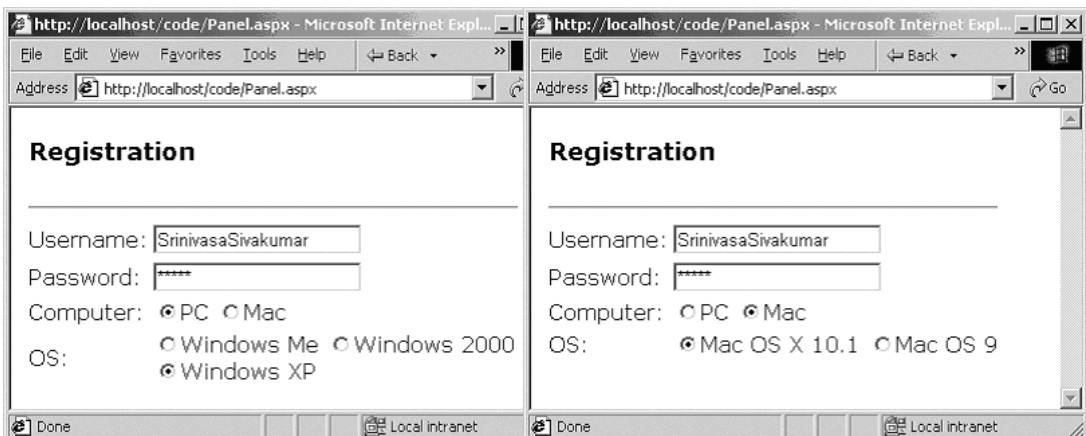 http://localhost/code/Panel.aspx - Microsoft Internet Expl...
File Edit View Favorites Tools Help Back »
Address http://localhost/code/Panel.aspx
Registration
Username: SrinivasaSivakumar
Password: *****
Computer: PC Mac
OS: Windows Me Windows 2000
Windows XP
Done Local intranet
http://localhost/code/Panel.aspx - Microsoft Internet Expl...
File Edit View Favorites Tools Help Back »
Address http://localhost/code/Panel.aspx Go
Registration
Username: SrinivasaSivakumar
Password: *****
Computer: PC Mac
OS: Mac OS X 10.1 Mac OS 9
Done Local intranet